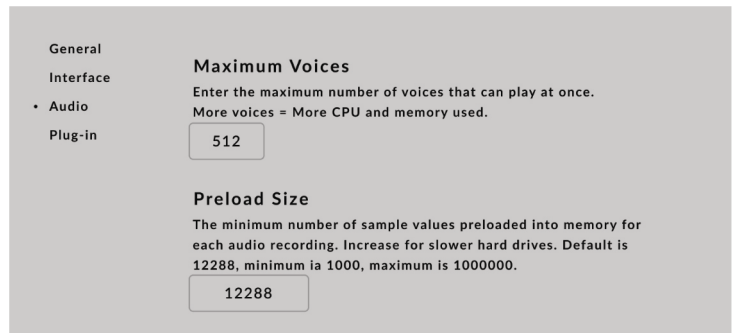 General
Interface
• Audio
Plug-in
Maximum Voices
Enter the maximum number of voices that can play at once.
More voices = More CPU and memory used.
512
Preload Size
The minimum number of sample values preloaded into memory for
each audio recording. Increase for slower hard drives. Default is
12288, minimum ia 1000, maximum is 1000000.
12288